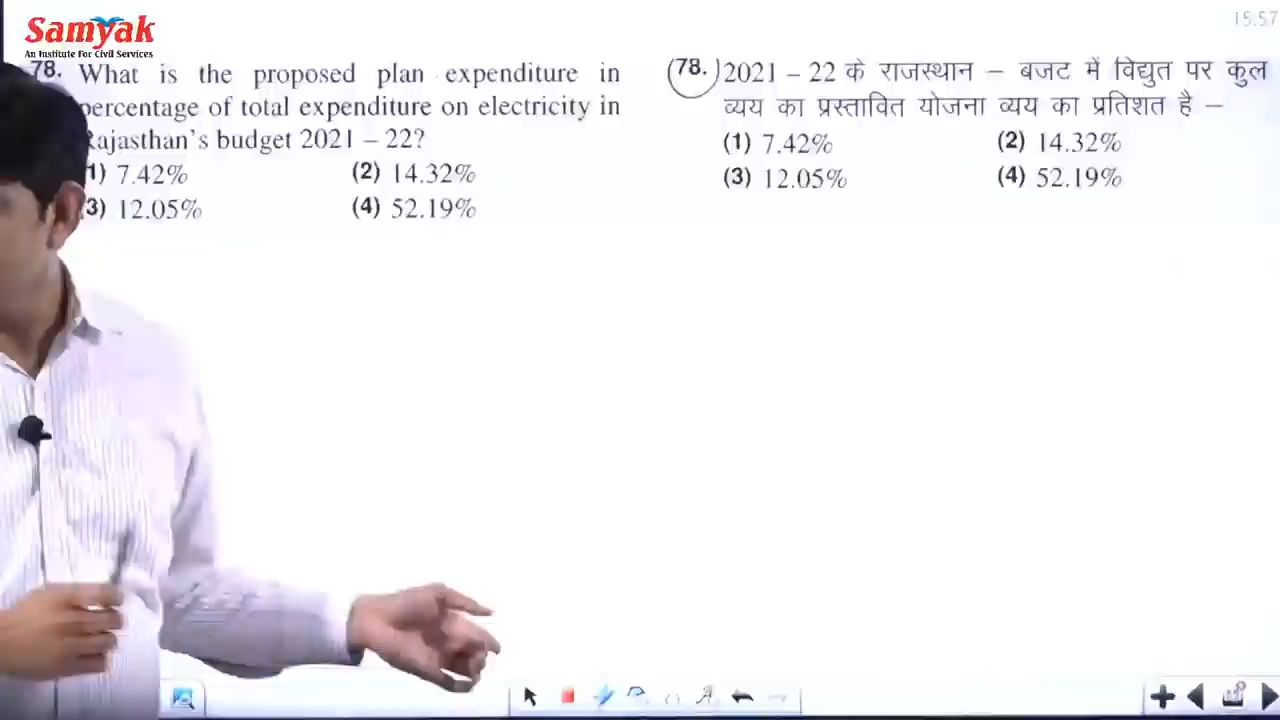 Samyak
An Institute For Civil Services
15:57
78. What is the proposed plan expenditure in
percentage of total expenditure on electricity in
Rajasthan's budget 2021 – 22?
1) 7.42% (2) 14.32%
3) 12.05% (4) 52.19%
78. 2021 – 22 के राजस्थान – बजट में विद्युत पर कुल
व्यय का प्रस्तावित योजना व्यय का प्रतिशत है –
(1) 7.42% (2) 14.32%
(3) 12.05% (4) 52.19%